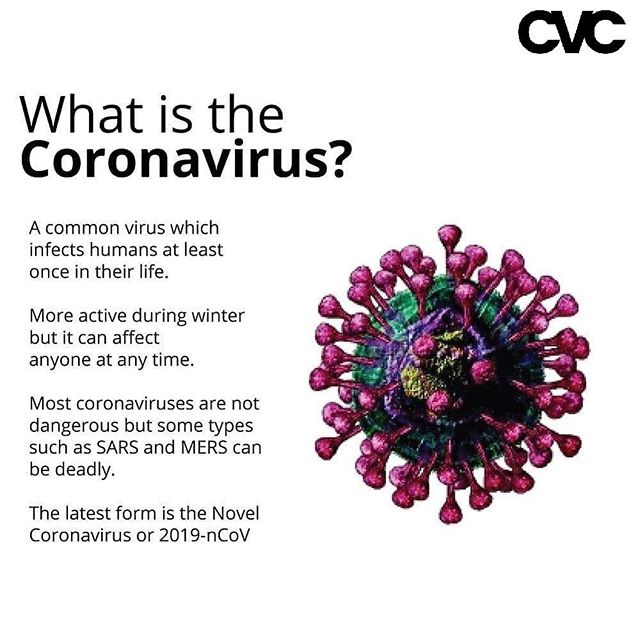 CVC
What is the
Coronavirus?
A common virus which
infects humans at least
once in their life.
More active during winter
but it can affect
anyone at any time.
Most coronaviruses are not
dangerous but some types
such as SARS and MERS can
be deadly.
The latest form is the Novel
Coronavirus or 2019-nCoV